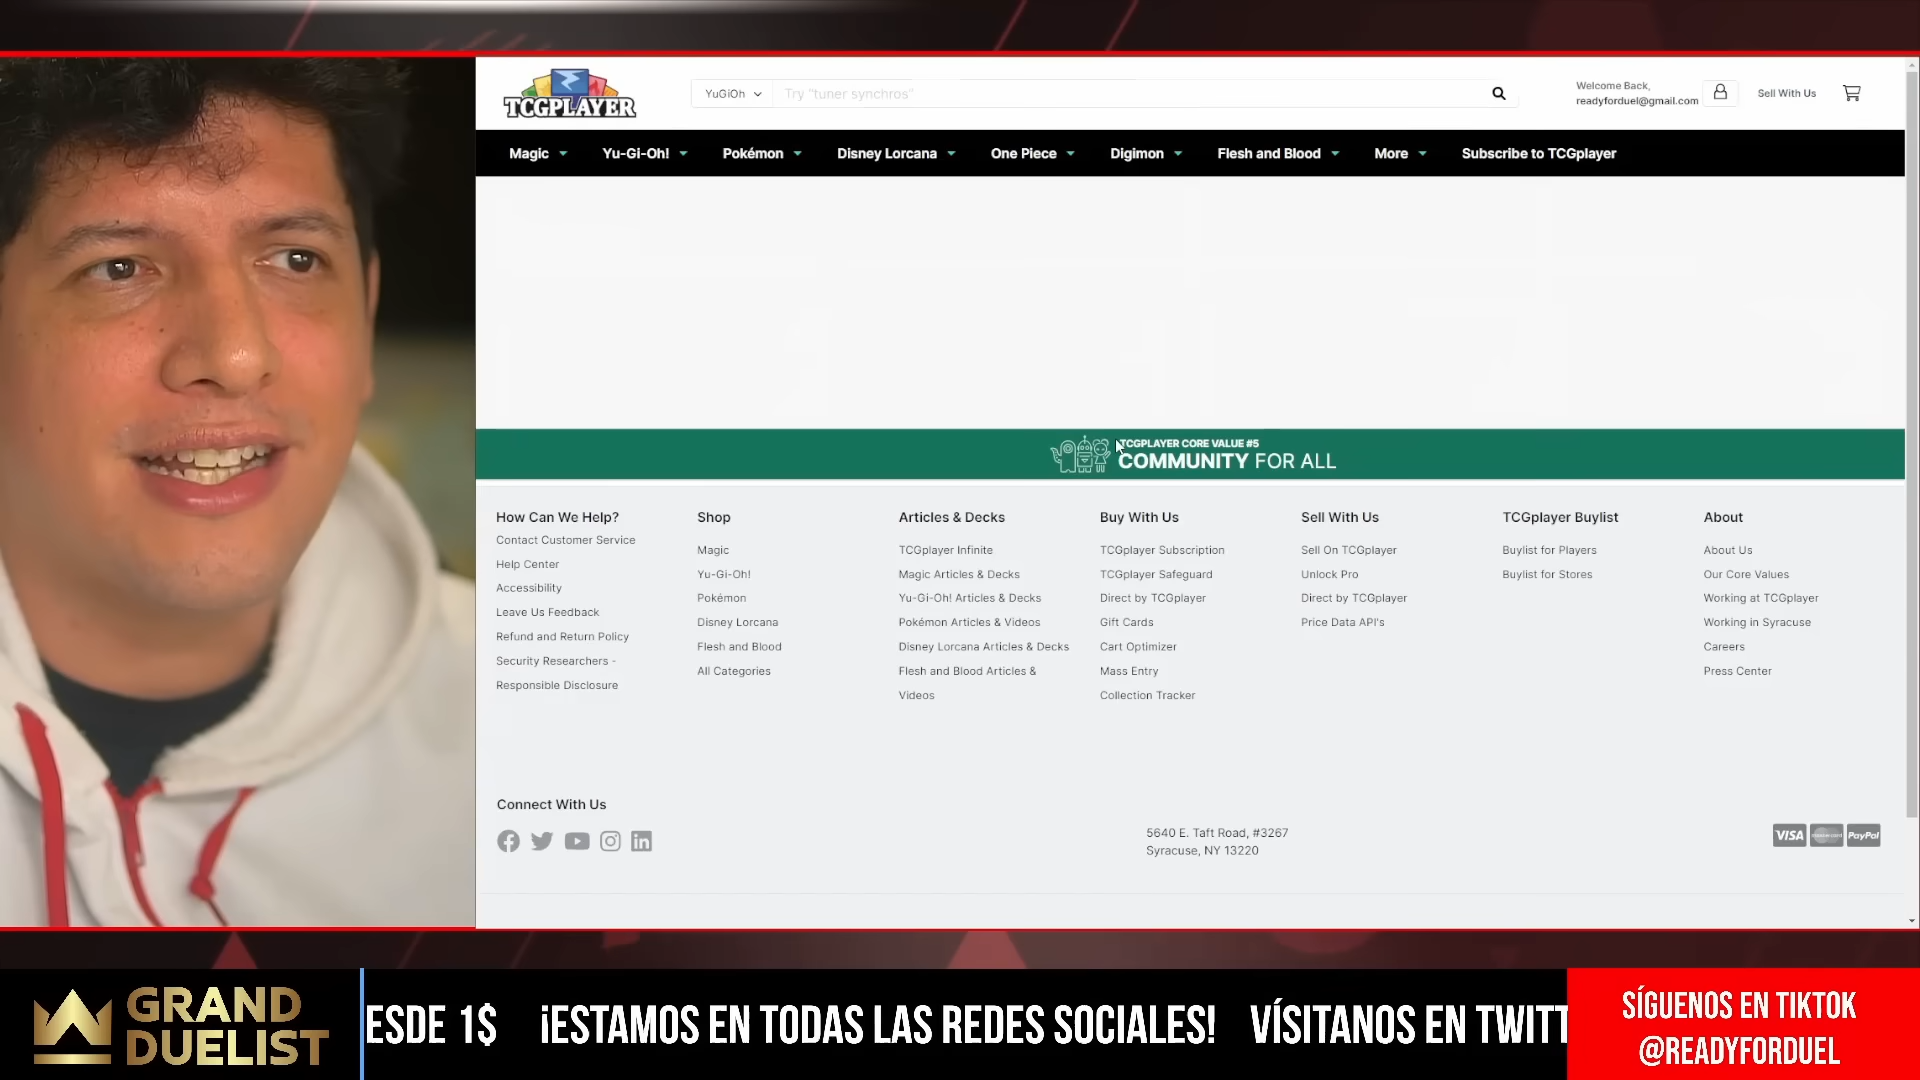 TCGPLAYER
YuGiOh
Try "tuner synchros"
Welcome Back,
readyforduel@gmail.com
Sell With Us
Magic
Yu-Gi-Oh!
Pokémon
Disney Lorcana
One Piece
Digimon
Flesh and Blood
More
Subscribe to TCGplayer
TCGPLAYER CORE VALUE #5
COMMUNITY FOR ALL
How Can We Help?
Contact Customer Service
Help Center
Accessibility
Leave Us Feedback
Refund and Return Policy
Security Researchers -
Responsible Disclosure
Shop
Magic
Yu-Gi-Oh!
Pokémon
Disney Lorcana
Flesh and Blood
All Categories
Articles & Decks
TCGplayer Infinite
Magic Articles & Decks
Yu-Gi-Oh! Articles & Decks
Pokémon Articles & Videos
Disney Lorcana Articles & Decks
Flesh and Blood Articles &
Videos
Buy With Us
TCGplayer Subscription
TCGplayer Safeguard
Direct by TCGplayer
Gift Cards
Cart Optimizer
Mass Entry
Collection Tracker
Sell With Us
Sell On TCGplayer
Unlock Pro
Direct by TCGplayer
Price Data API's
TCGplayer Buylist
Buylist for Players
Buylist for Stores
About
About Us
Our Core Values
Working at TCGplayer
Working in Syracuse
Careers
Press Center
Connect With Us
5640 E. Taft Road, #3267
Syracuse, NY 13220
VISA
PayPal
GRAND
DUELIST
ESDE 1$ ¡ESTAMOS EN TODAS LAS REDES SOCIALES! VÍSITANOS EN TWITT
SÍGUENOS EN TIKTOK
@READYFORDUEL